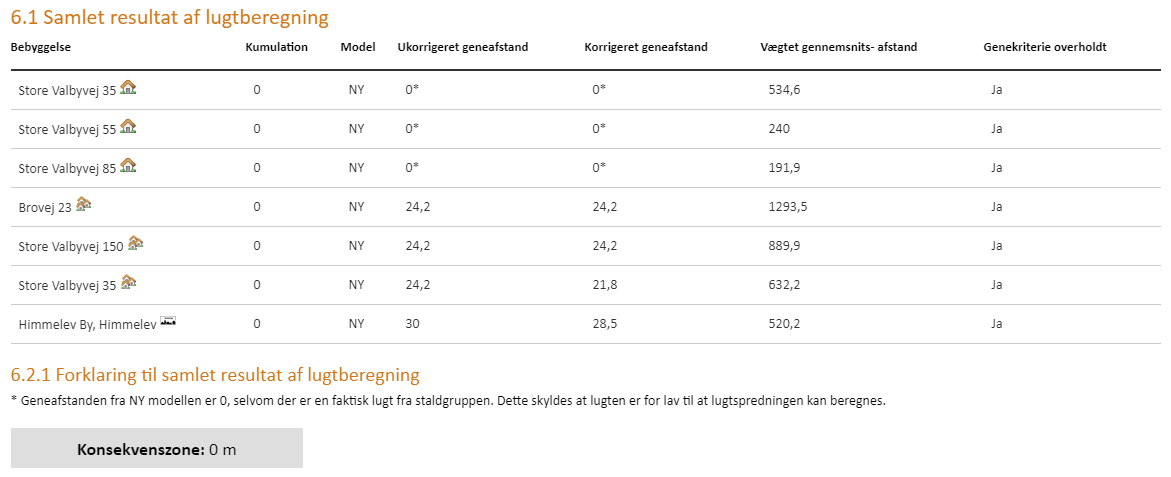 6.1 Samlet resultat af lugtberegning
Bebyggelse Kumulation Model Ukorrigeret geneafstand Korrigeret geneafstand Vægtet gennemsnits- afstand Genekriterie overholdt
Store Valbyvej 35 0 NY 0* 0* 534,6 Ja
Store Valbyvej 55 0 NY 0* 0* 240 Ja
Store Valbyvej 85 0 NY 0* 0* 191,9 Ja
Brovej 23 0 NY 24,2 24,2 1293,5 Ja
Store Valbyvej 150 0 NY 24,2 24,2 889,9 Ja
Store Valbyvej 35 0 NY 24,2 21,8 632,2 Ja
Himmelev By, Himmelev 0 NY 30 28,5 520,2 Ja
6.2.1 Forklaring til samlet resultat af lugtberegning
* Geneafstanden fra NY modellen er 0, selvom der er en faktisk lugt fra staldgruppen. Dette skyldes at lugten er for lav til at lugtspredningen kan beregnes.
Konsekvenszone: 0 m